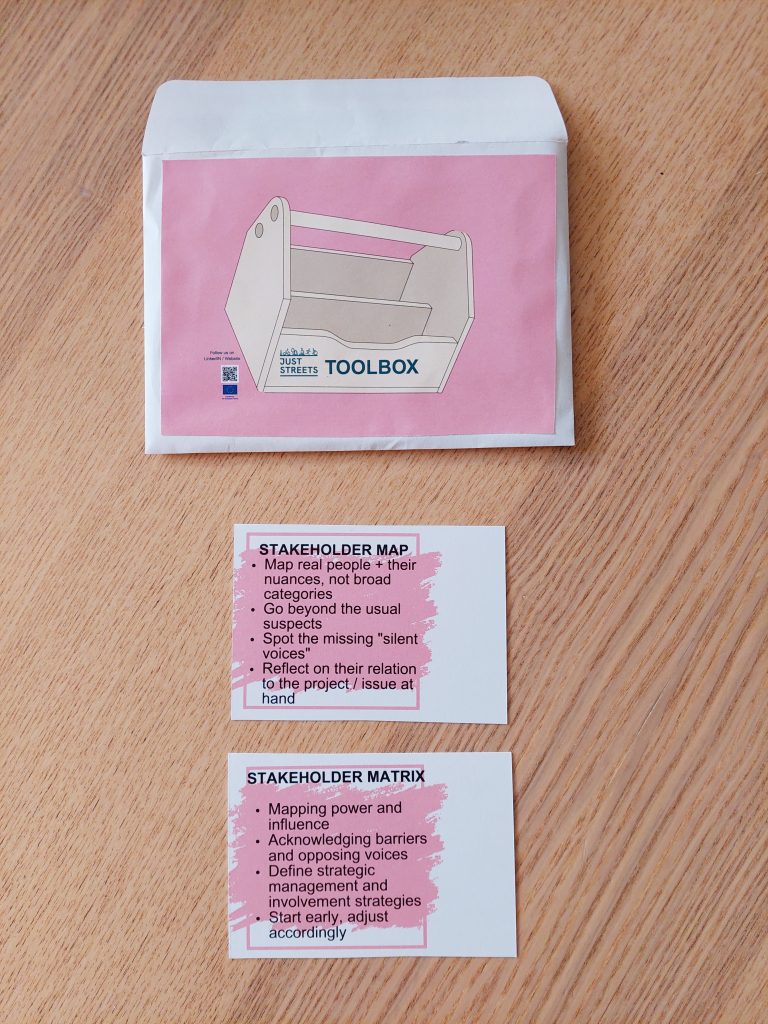 Follow us on
LinkedIN / Website
JUST
STREETS
TOOLBOX
STAKEHOLDER MAP
• Map real people + their
nuances, not broad
categories
• Go beyond the usual
suspects
• Spot the missing "silent
voices"
• Reflect on their relation
to the project / issue at
hand
STAKEHOLDER MATRIX
• Mapping power and
influence
• Acknowledging barriers
and opposing voices
• Define strategic
management and
involvement strategies
• Start early, adjust
accordingly